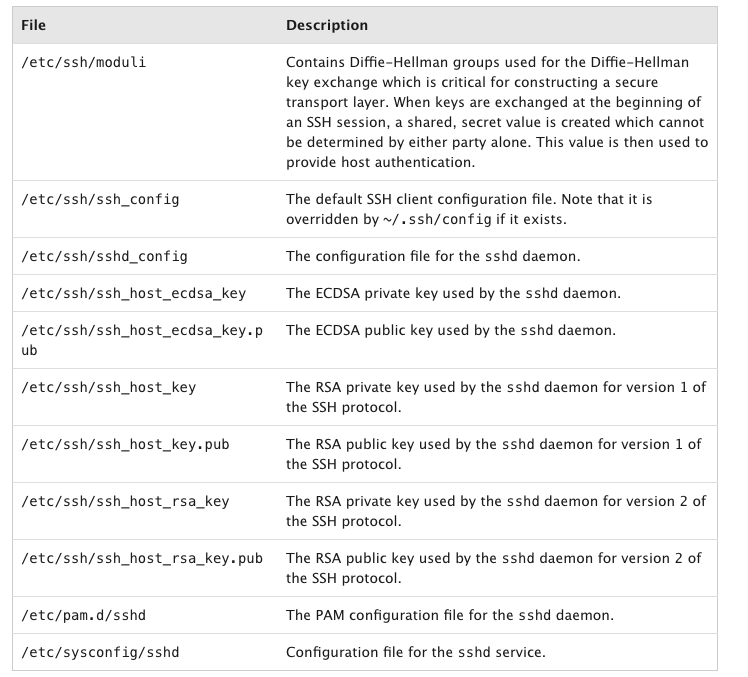 File Description
/etc/ssh/moduli Contains Diffie-Hellman groups used for the Diffie-Hellman
key exchange which is critical for constructing a secure
transport layer. When keys are exchanged at the beginning of
an SSH session, a shared, secret value is created which cannot
be determined by either party alone. This value is then used to
provide host authentication.
/etc/ssh/ssh_config The default SSH client configuration file. Note that it is
overridden by ~/.ssh/config if it exists.
/etc/ssh/sshd_config The configuration file for the sshd daemon.
/etc/ssh/ssh_host_ecdsa_key The ECDSA private key used by the sshd daemon.
/etc/ssh/ssh_host_ecdsa_key.p The ECDSA public key used by the sshd daemon.
ub
/etc/ssh/ssh_host_key The RSA private key used by the sshd daemon for version 1 of
the SSH protocol.
/etc/ssh/ssh_host_key.pub The RSA public key used by the sshd daemon for version 1 of
the SSH protocol.
/etc/ssh/ssh_host_rsa_key The RSA private key used by the sshd daemon for version 2 of
the SSH protocol.
/etc/ssh/ssh_host_rsa_key.pub The RSA public key used by the sshd daemon for version 2 of
the SSH protocol.
/etc/pam.d/sshd The PAM configuration file for the sshd daemon.
/etc/sysconfig/sshd Configuration file for the sshd service.